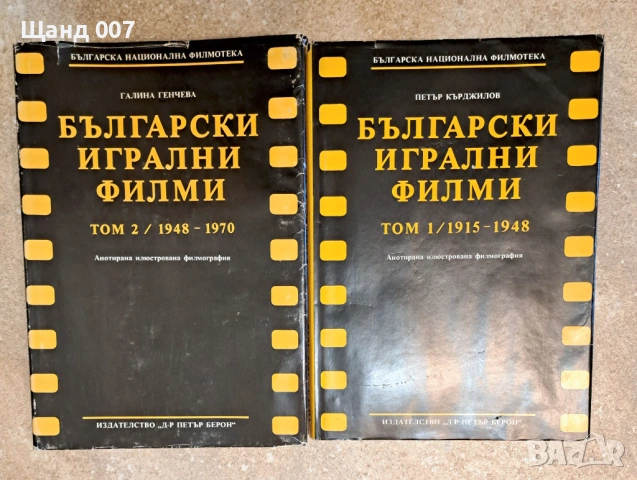 Щанд 007
БЪЛГАРСКА НАЦИОНАЛНА ФИЛМОТЕКА
ГАЛИНА ГЕНЧЕВА
БЪЛГАРСКИ
ИГРАЛНИ
ФИЛМИ
ТОМ 2 / 1948 - 1970
Анотирана илюстрована филмография
ИЗДАТЕЛСТВО „Д-Р ПЕТЪР БЕРОН“
БЪЛГАРСКА НАЦИОНАЛНА ФИЛМОТЕКА
ПЕТЪР КЪРДЖИЛОВ
БЪЛГАРСКИ
ИГРАЛНИ
ФИЛМИ
ТОМ 1 / 1915 - 1948
Анотирана илюстрована филмография
ИЗДАТЕЛСТВО „Д-Р ПЕТЪР БЕРОН“
BAZAR